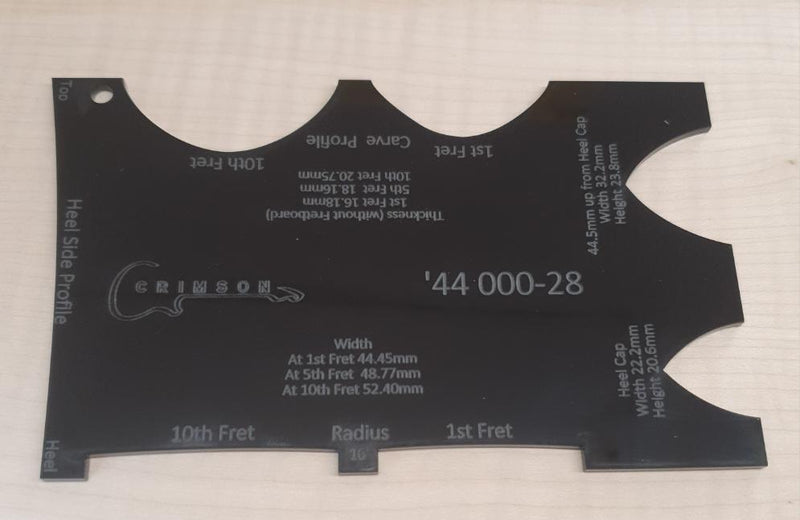 Top
10th Fret
Carve Profile
1st Fret
Thickness (without Fretboard)
1st Fret 16.18mm
5th Fret 18.16mm
10th Fret 20.75mm
44.5mm up from Heel Cap
Width 32.2mm
Height 23.8mm
Heel Side Profile
CRIMSON
'44 000-28
Width
At 1st Fret 44.45mm
At 5th Fret 48.77mm
At 10th Fret 52.40mm
Heel Cap
Width 22.2mm
Height 20.6mm
10th Fret
Radius
1st Fret
16
Heel